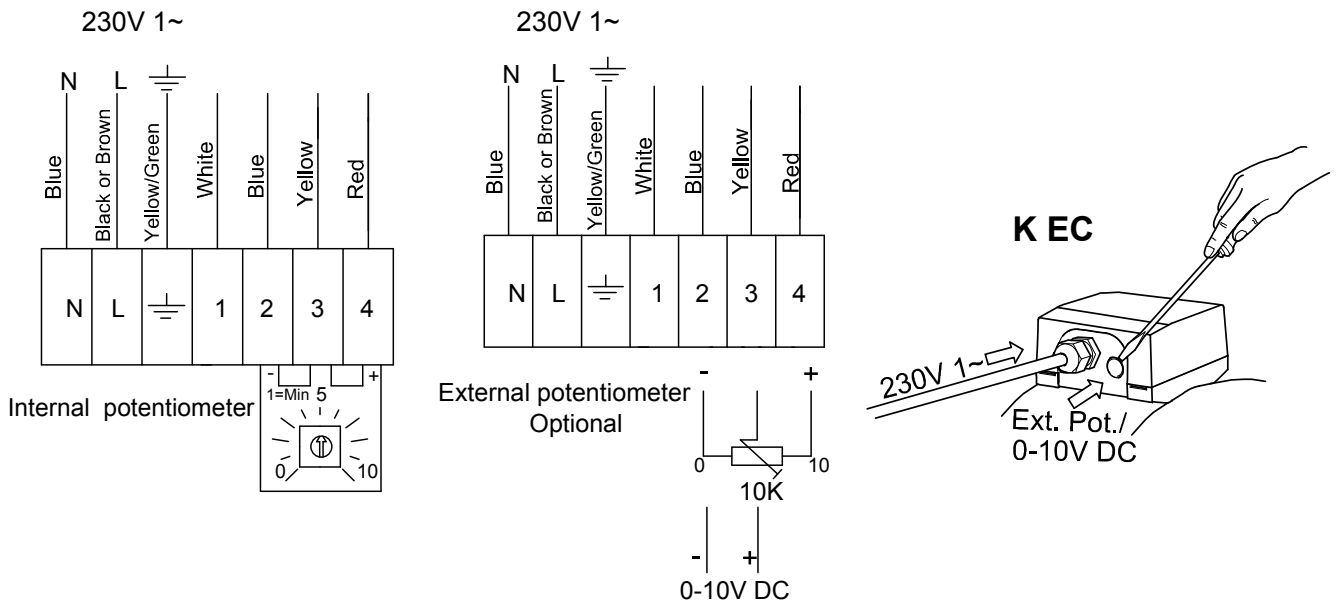 230V 1~
N L
Blue
Black or Brown
Yellow/Green
White
Blue
Yellow
Red
N L 1 2 3 4
- +
1=Min 5
0 10
Internal potentiometer
230V 1~
N L
Blue
Black or Brown
Yellow/Green
White
Blue
Yellow
Red
N L 1 2 3 4
- +
External potentiometer
Optional
0 10
10K
- +
0-10V DC
K EC
230V 1~
Ext. Pot./
0-10V DC